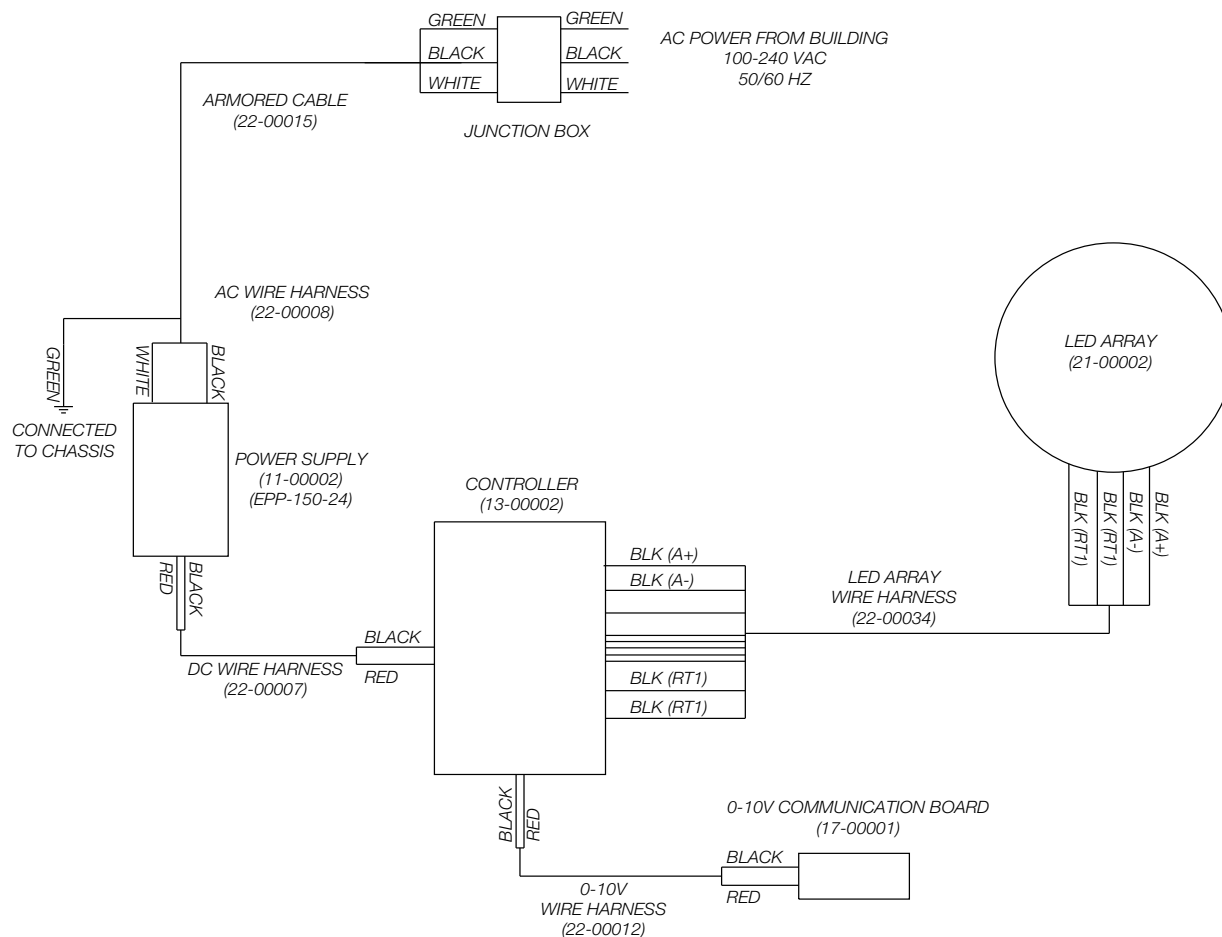 GREEN
GREEN
AC POWER FROM BUILDING
100-240 VAC
50/60 HZ
BLACK
BLACK
WHITE
WHITE
JUNCTION BOX
ARMORED CABLE
(22-00015)
AC WIRE HARNESS
(22-00008)
GREEN
WHITE
BLACK
CONNECTED
TO CHASSIS
POWER SUPPLY
(11-00002)
(EPP-150-24)
RED
BLACK
DC WIRE HARNESS
(22-00007)
BLACK
RED
CONTROLLER
(13-00002)
BLK (A+)
BLK (A-)
BLK (RT1)
BLK (RT1)
LED ARRAY
WIRE HARNESS
(22-00034)
LED ARRAY
(21-00002)
BLK (RT1)
BLK (RT1)
BLK (A-)
BLK (A+)
BLACK
RED
0-10V
WIRE HARNESS
(22-00012)
0-10V COMMUNICATION BOARD
(17-00001)
BLACK
RED